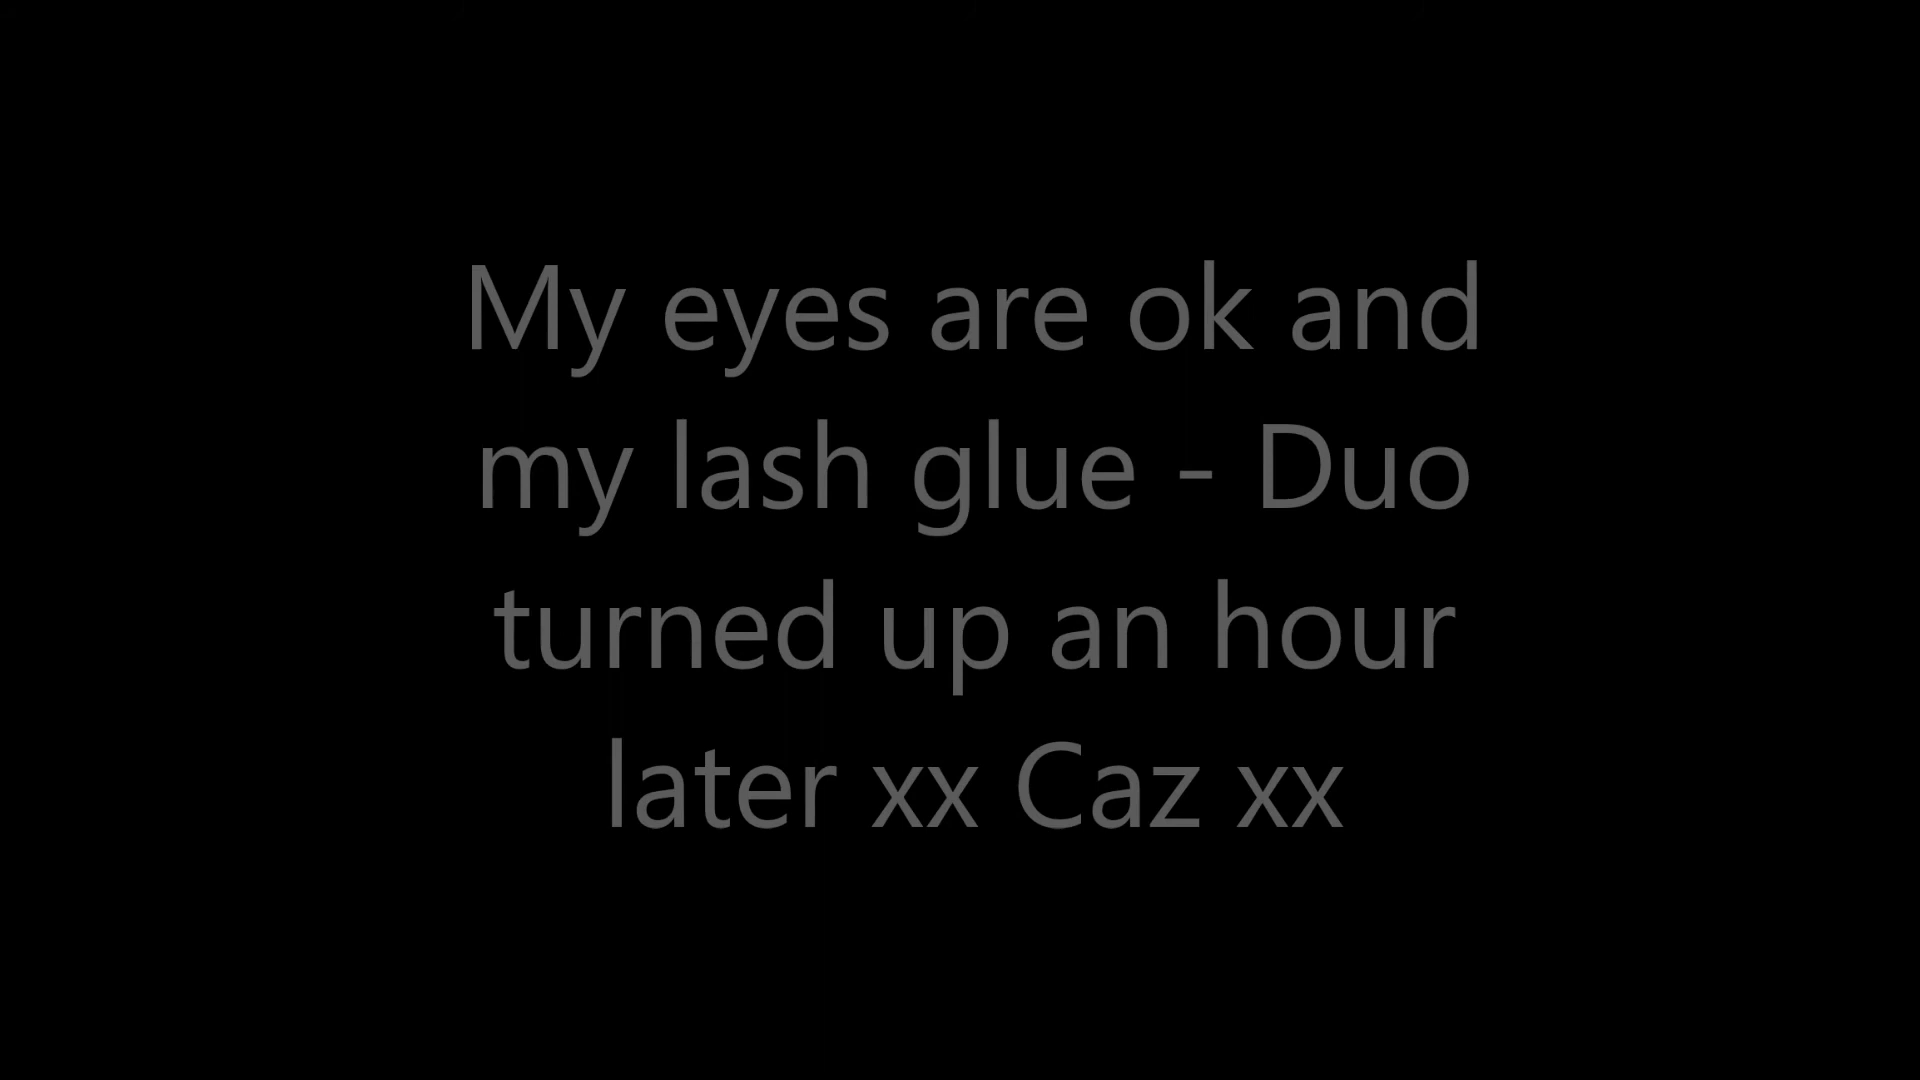 My eyes are ok and
my lash glue - Duo
turned up an hour
later xx Caz xx